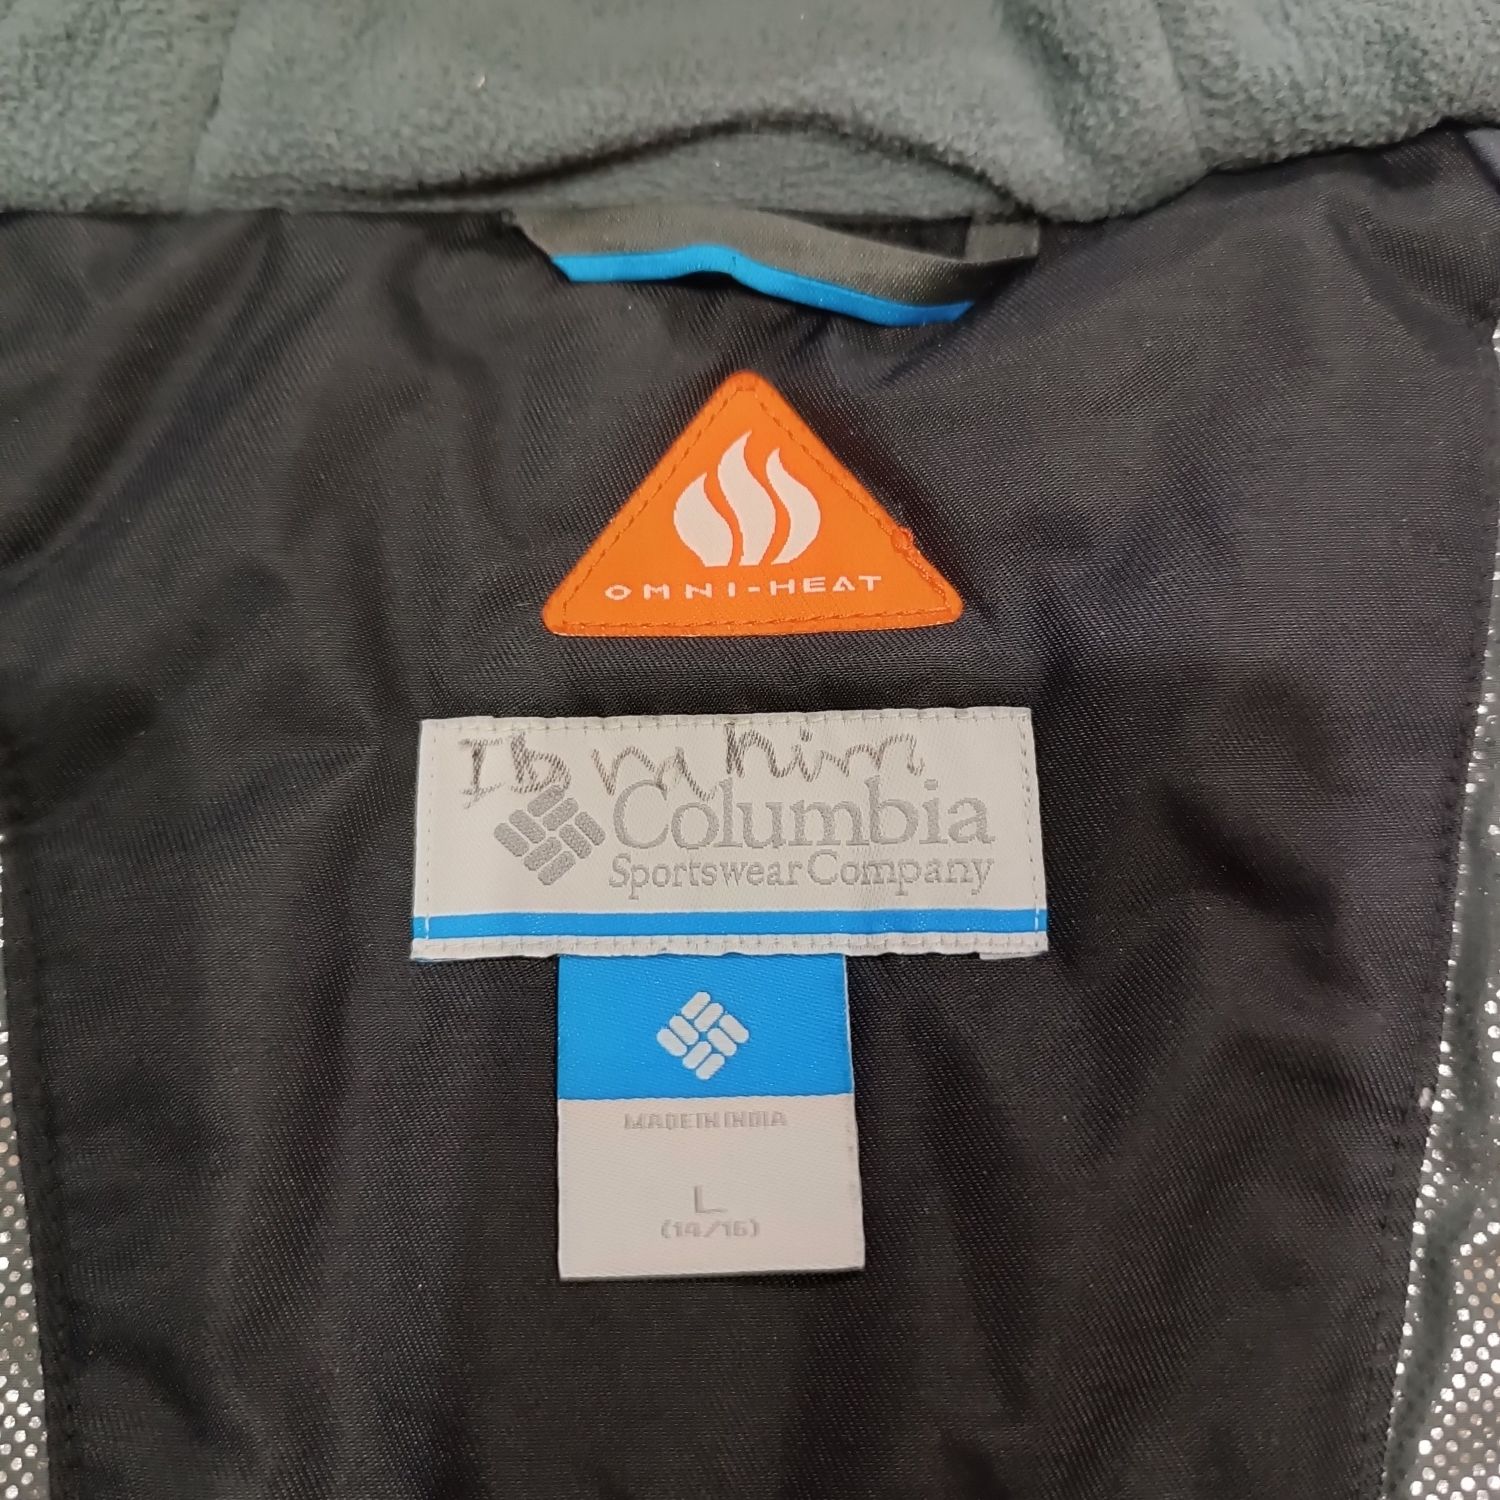 OMNI-HEAT
Ibrahim
Columbia
Sportswear Company
MADE IN INDIA
L
(14/16)